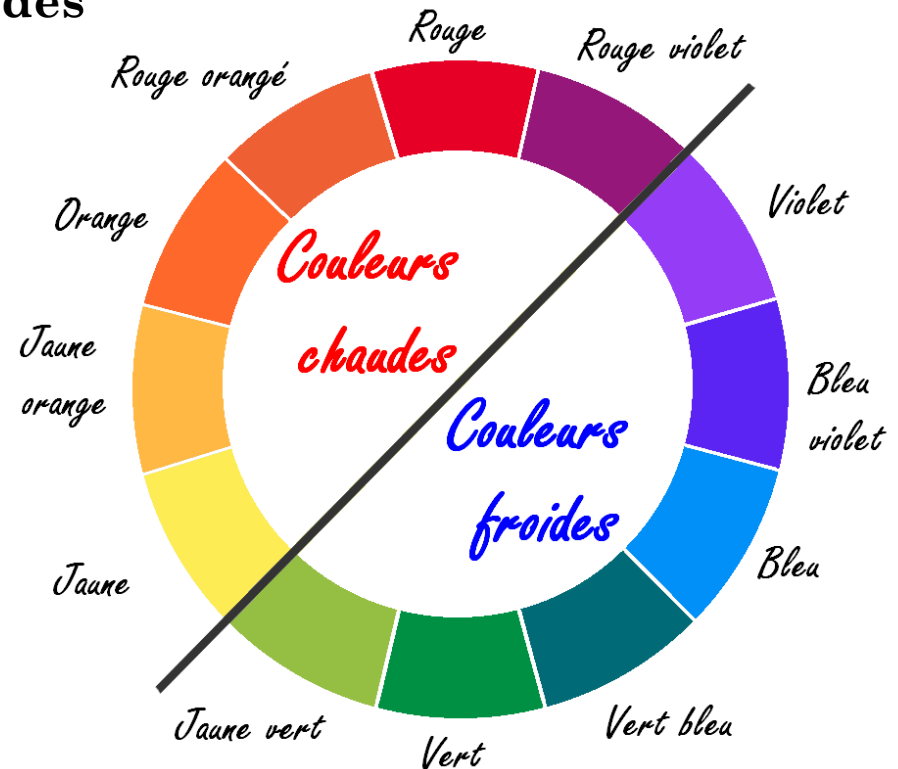 des
Rouge
Rouge violet
Rouge orangé
Violet
Orange
Couleurs
chaudes
Jaune
orange
Bleu
violet
Couleurs
froides
Bleu
Jaune
Jaune vert
Vert bleu
Vert